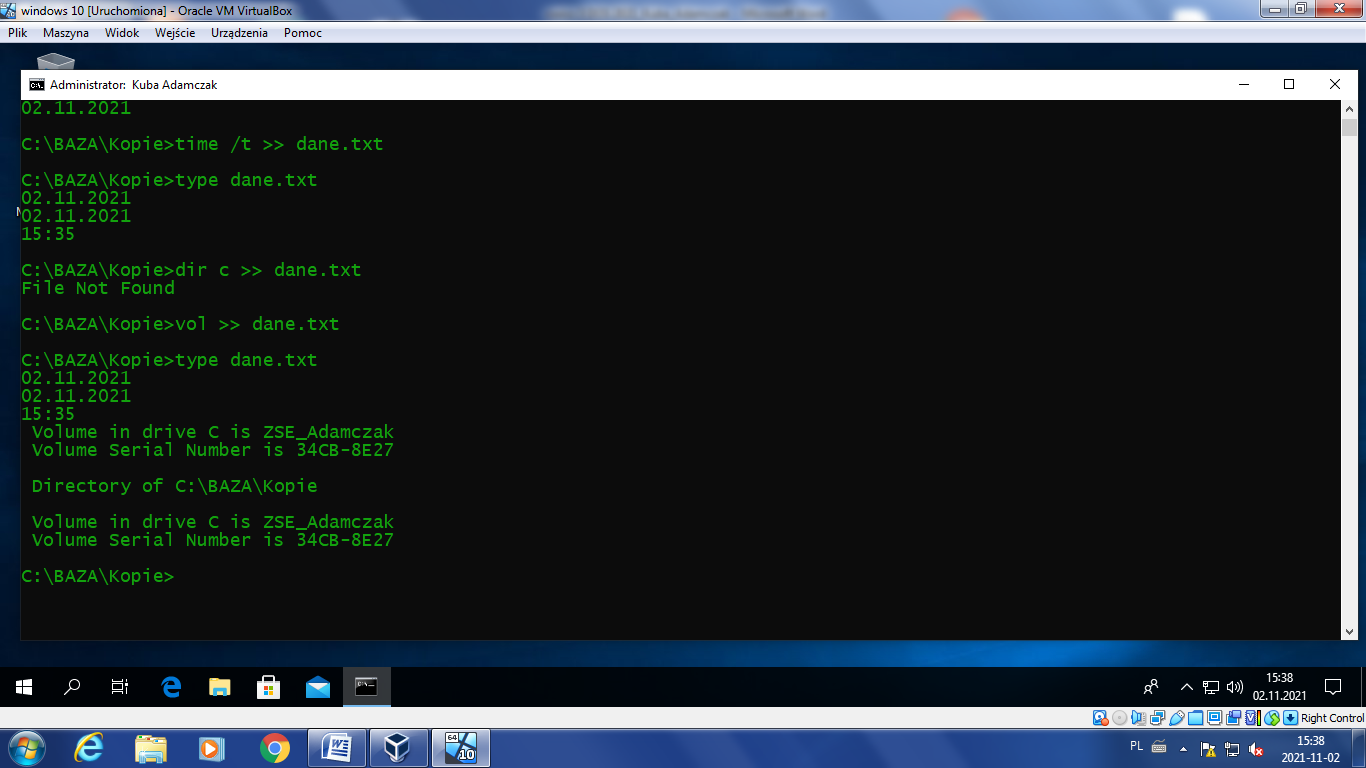 windows 10 [Uruchomiona] - Oracle VM VirtualBox
Plik Maszyna Widok Wejście Urządzenia Pomoc
Administrator: Kuba Adamczak
02.11.2021
C:\BAZA\Kopie>time /t >> dane.txt
C:\BAZA\Kopie>type dane.txt
02.11.2021
02.11.2021
15:35
C:\BAZA\Kopie>dir c >> dane.txt
File Not Found
C:\BAZA\Kopie>vol >> dane.txt
C:\BAZA\Kopie>type dane.txt
02.11.2021
02.11.2021
15:35
Volume in drive C is ZSE_Adamczak
Volume Serial Number is 34CB-8E27
Directory of C:\BAZA\Kopie
Volume in drive C is ZSE_Adamczak
Volume Serial Number is 34CB-8E27
C:\BAZA\Kopie>
15:38
02.11.2021
Right Control
64
10
PL
15:38
2021-11-02